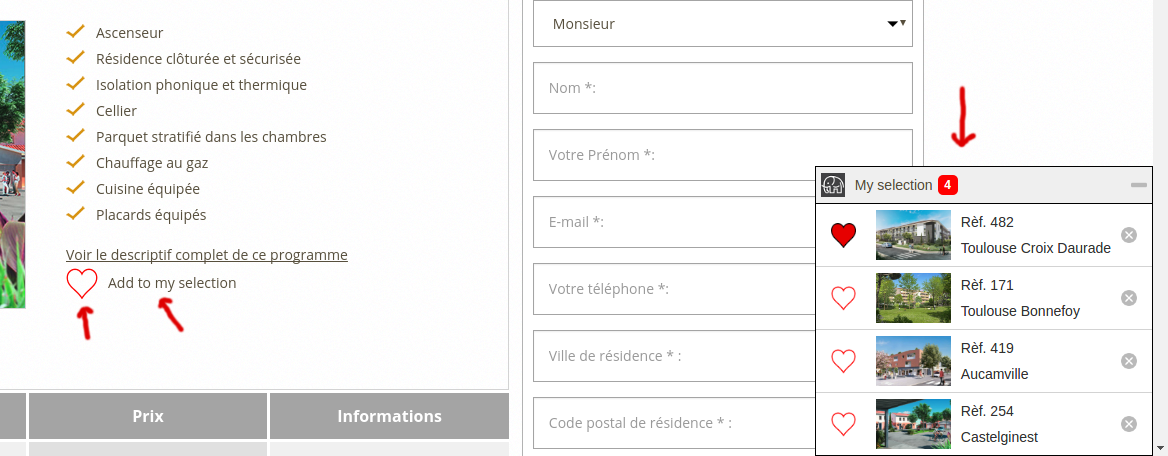 Ascenseur
Résidence clôturée et sécurisée
Isolation phonique et thermique
Cellier
Parquet stratifié dans les chambres
Chauffage au gaz
Cuisine équipée
Placards équipés
Voir le descriptif complet de ce programme
Add to my selection
Prix
Informations
Monsieur
Nom *:
Votre Prénom *:
E-mail *:
Votre téléphone *:
Ville de résidence * :
Code postal de résidence * :
My selection 4
Rèf. 482
Toulouse Croix Daurade
Rèf. 171
Toulouse Bonnefoy
Rèf. 419
Aucamville
Rèf. 254
Castelginest